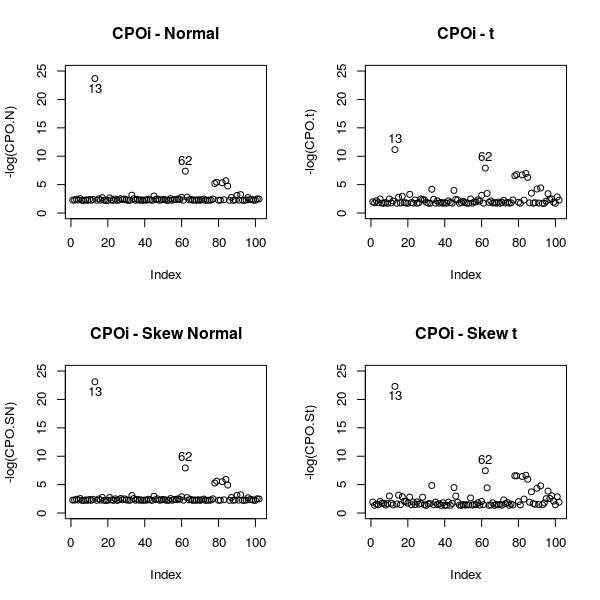 CPOi - Normal
-log(CPO.N)
25
20
15
10
5
0
13
62
0 20 40 60 80 100
Index
CPOi - t
-log(CPO.t)
25
20
15
10
5
0
13
62
0 20 40 60 80 100
Index
CPOi - Skew Normal
-log(CPO.SN)
25
20
15
10
5
0
13
62
0 20 40 60 80 100
Index
CPOi - Skew t
-log(CPO.St)
25
20
15
10
5
0
13
62
0 20 40 60 80 100
Index